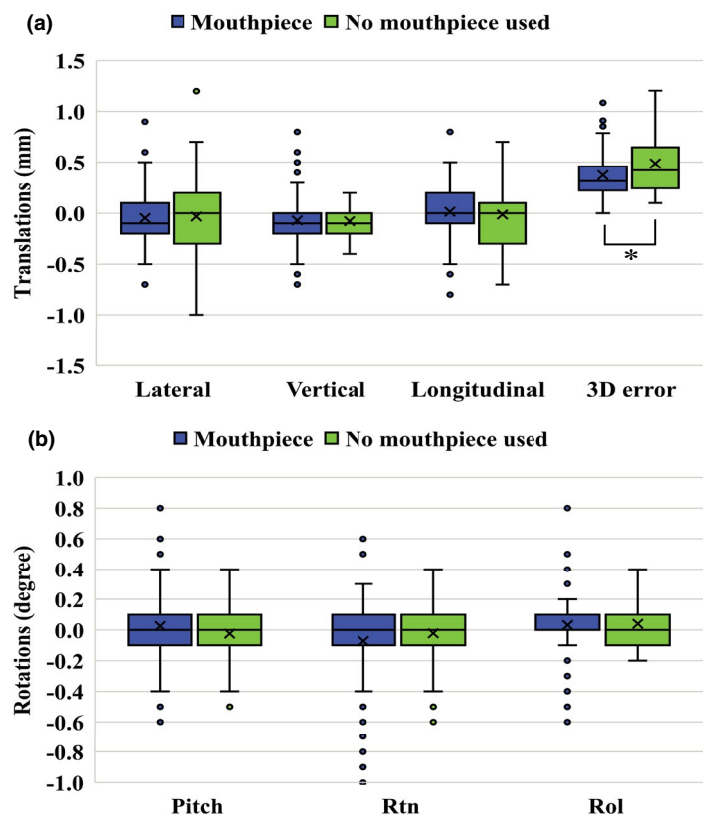 (a)
Mouthpiece No mouthpiece used
Translations (mm)
1.5
1.0
0.5
0.0
-0.5
-1.0
-1.5
*
Lateral Vertical Longitudinal 3D error
(b)
Mouthpiece No mouthpiece used
Rotations (degree)
1.0
0.8
0.6
0.4
0.2
0.0
-0.2
-0.4
-0.6
-0.8
-1.0
Pitch Rtn Rol